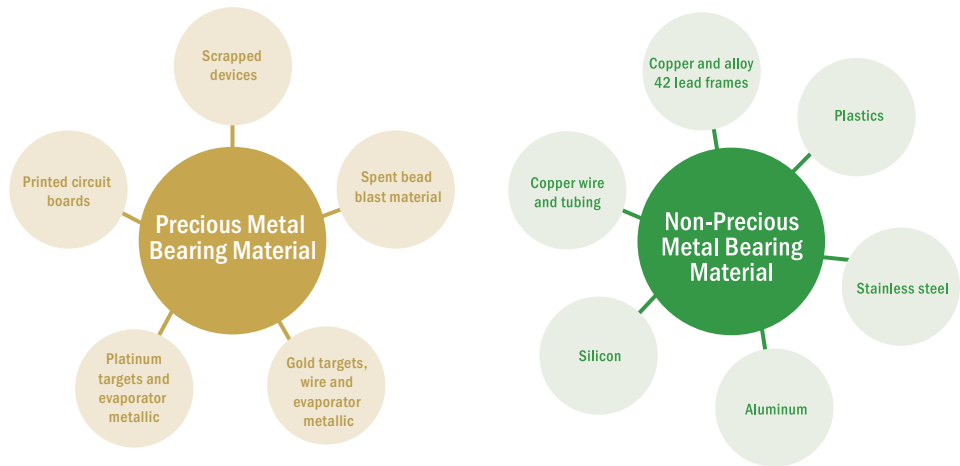 Scrapped
devices
Printed circuit
boards
Spent bead
blast material
Precious Metal
Bearing Material
Platinum
targets and
evaporator
metallic
Gold targets,
wire and
evaporator
metallic
Copper and alloy
42 lead frames
Plastics
Copper wire
and tubing
Non-Precious
Metal Bearing
Material
Stainless steel
Silicon
Aluminum